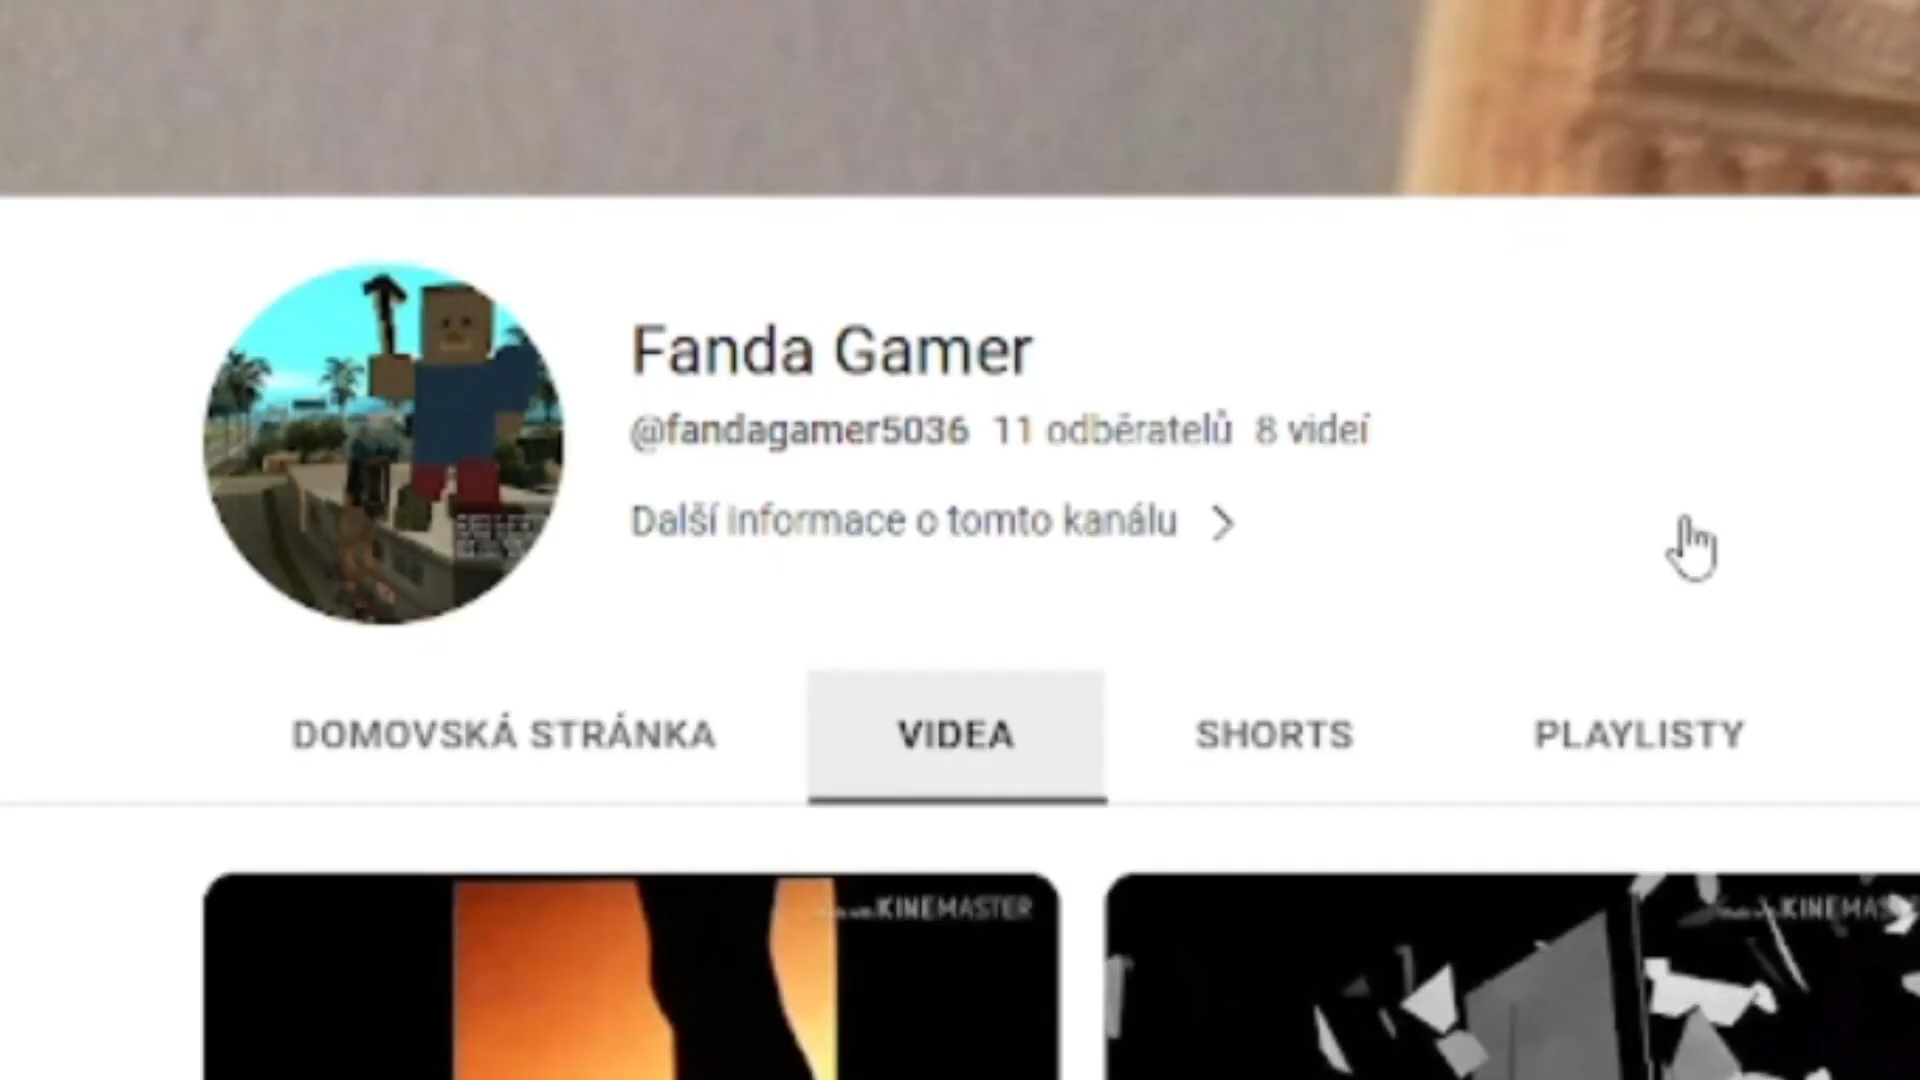 Fanda Gamer
@fandagamer5036 11 odběratelů 8 videí
Další informace o tomto kanálu
DOMOVSKÁ STRÁNKA VIDEA SHORTS PLAYLISTY
KINEMASTER